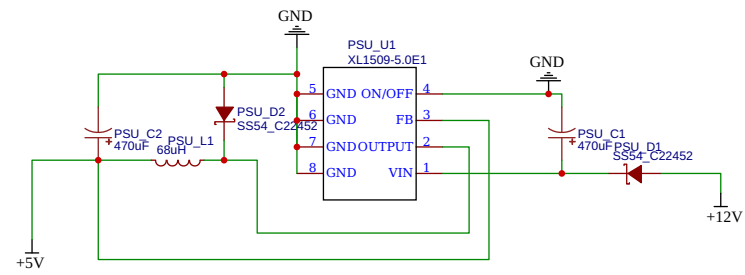 GND
PSU_U1
XL1509-5.0E1
GND
5 GND ON/OFF 4
PSU_D2
SS54_C22452
6 GND FB 3
PSU_C2
470uF
PSU_L1
68uH
PSU_C1
470uF
7 GND OUTPUT 2
PSU_D1
SS54_C22452
8 GND VIN 1
+12V
+5V